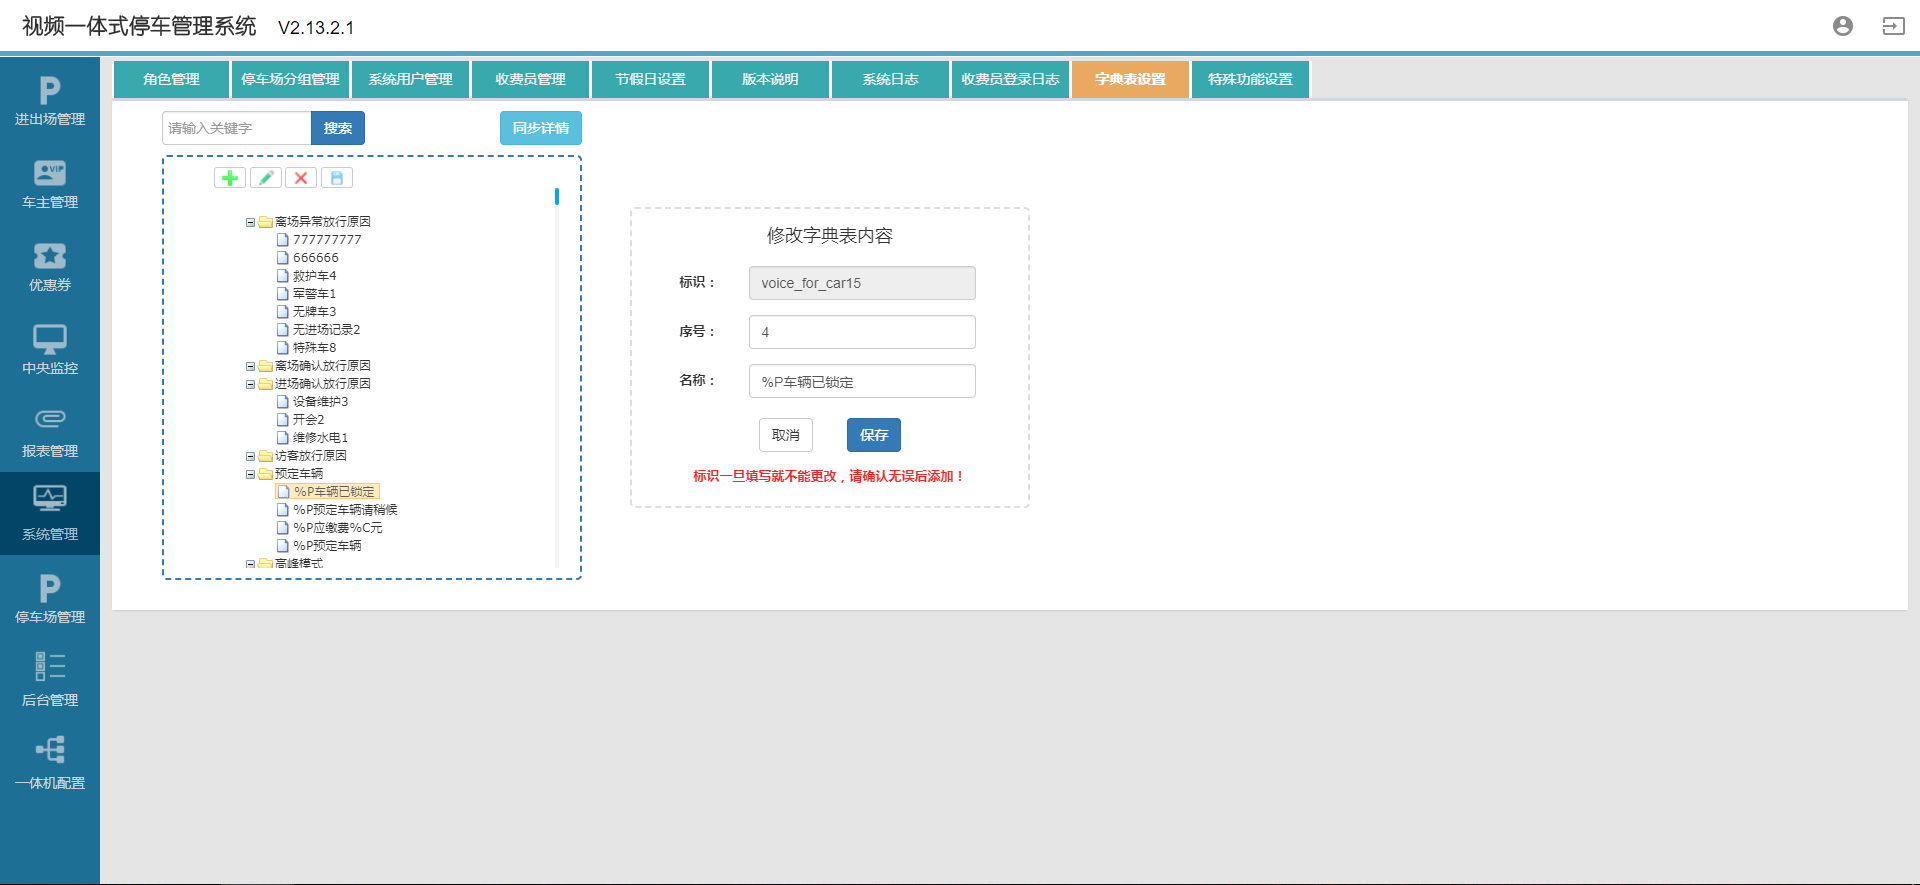 视频一体式停车管理系统 V2.13.2.1
进出场管理
车主管理
优惠券
中央监控
报表管理
系统管理
停车场管理
后台管理
一体机配置
角色管理 停车场分组管理 系统用户管理 收费员管理 节假日设置 版本说明 系统日志 收费员登录日志 字典表设置 特殊功能设置
请输入关键字 搜索 同步详情
离场异常放行原因
777777777
666666
救护车4
军警车1
无牌车3
无进场记录2
特殊车8
离场确认放行原因
进场确认放行原因
设备维护3
开会2
维修水电1
访客放行原因
预定车辆
%P车辆已锁定
%P预定车辆请稍候
%P应缴费%C元
%P预定车辆
高峰模式
修改字典表内容
标识： voice_for_car15
序号： 4
名称： %P车辆已锁定
取消 保存
标识一旦填写就不能更改，请确认无误后添加！